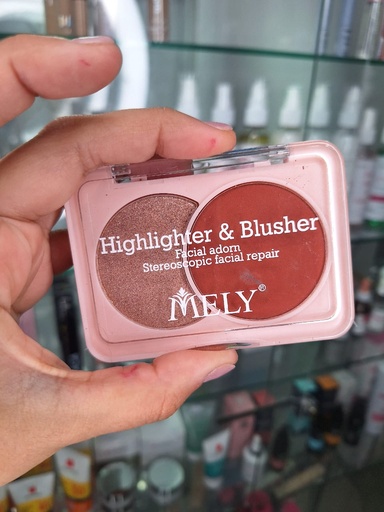 Highlighter & Blusher
Facial adorn
Stereoscopic facial repair
MELY®